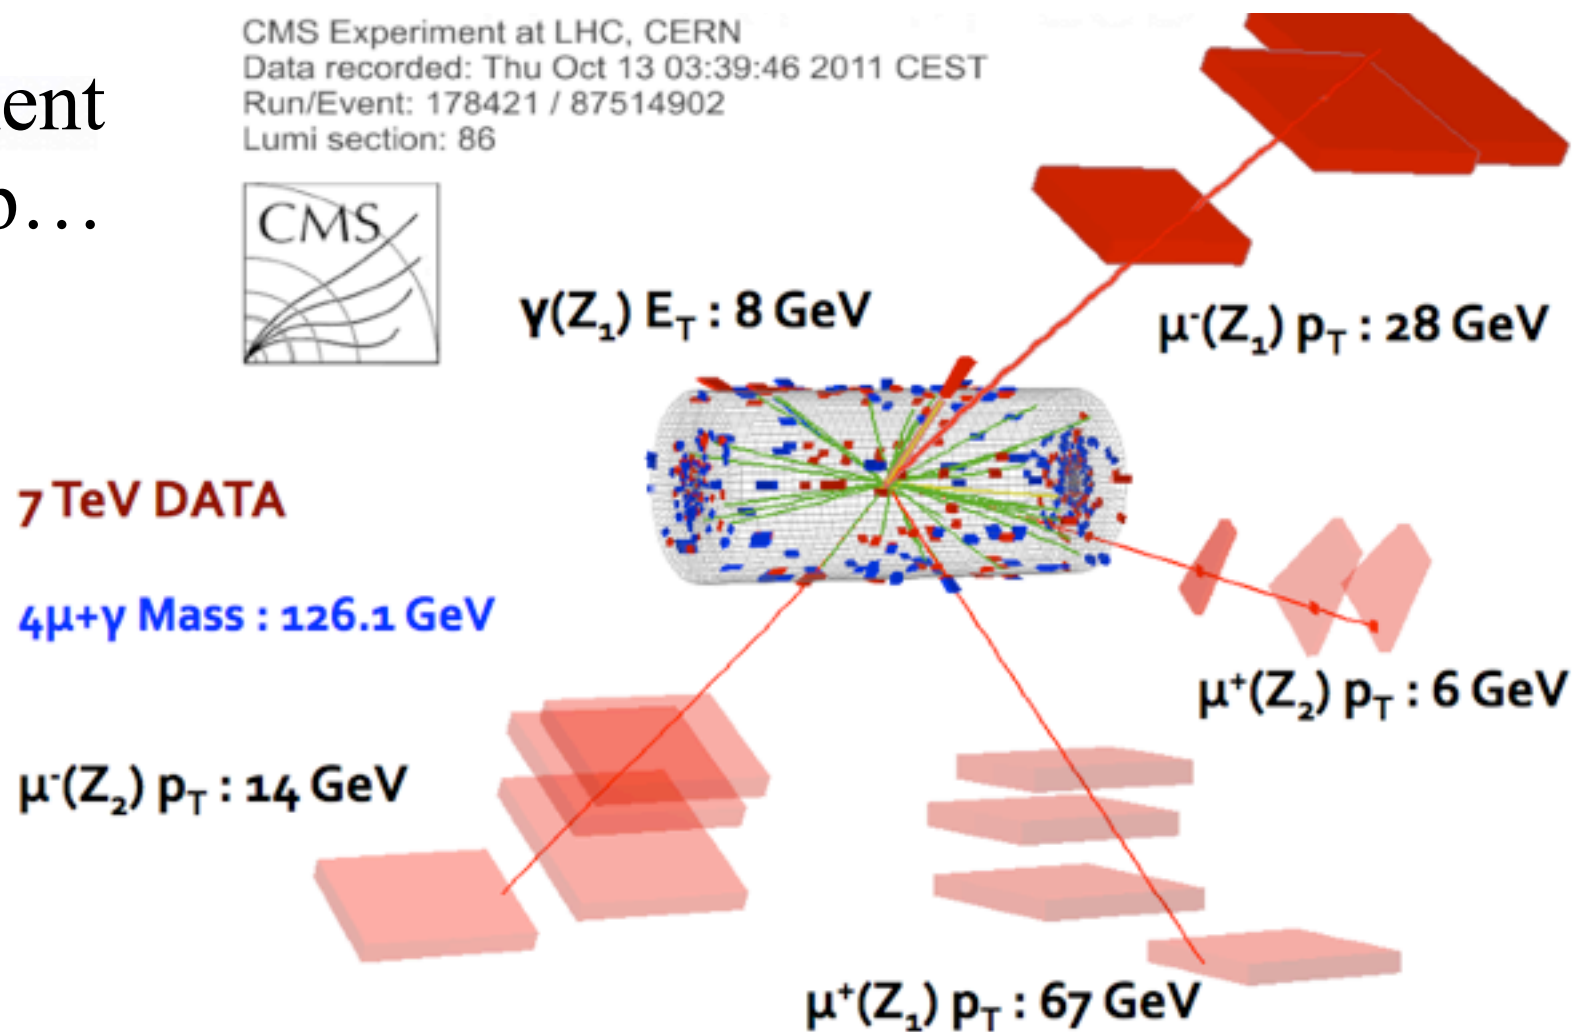 CMS Experiment at LHC, CERN
Data recorded: Thu Oct 13 03:39:46 2011 CEST
Run/Event: 178421 / 87514902
Lumi section: 86
CMS
γ(Z₁) E_T : 8 GeV
μ⁻(Z₁) p_T : 28 GeV
7 TeV DATA
4μ+γ Mass : 126.1 GeV
μ⁺(Z₂) p_T : 6 GeV
μ⁻(Z₂) p_T : 14 GeV
μ⁺(Z₁) p_T : 67 GeV